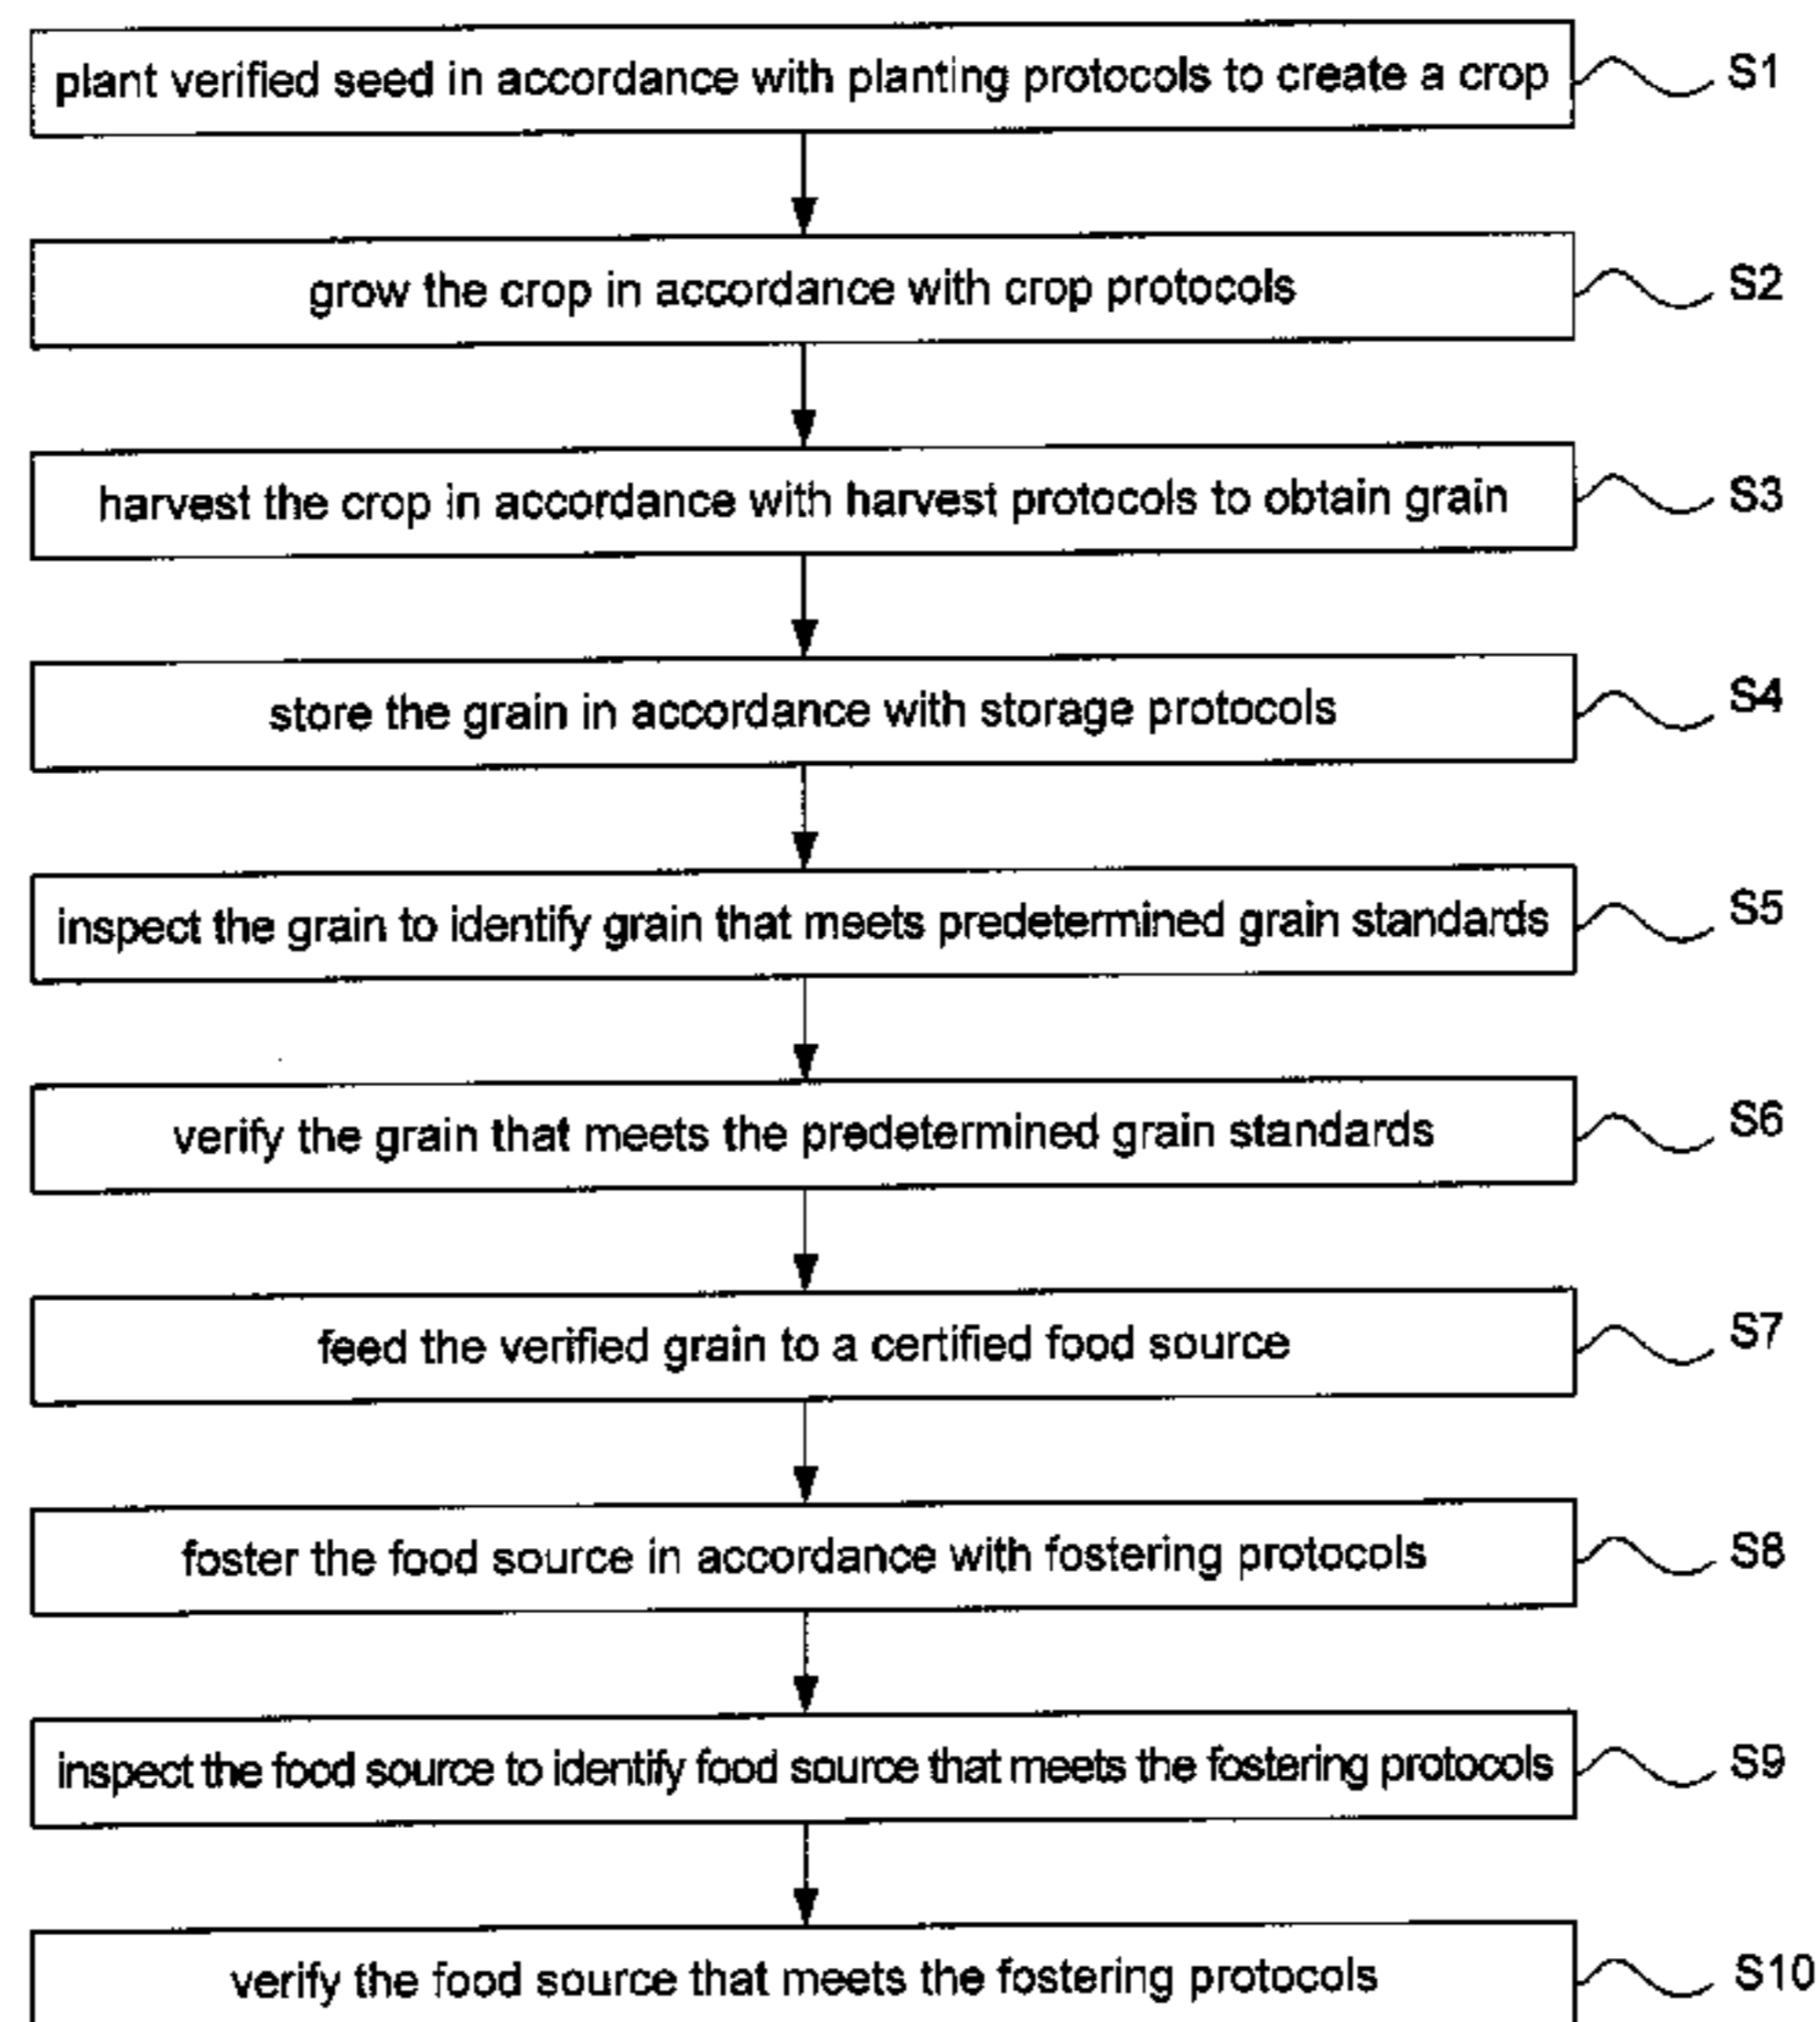 plant verified seed in accordance with planting protocols to create a crop S1
grow the crop in accordance with crop protocols S2
harvest the crop in accordance with harvest protocols to obtain grain S3
store the grain in accordance with storage protocols S4
inspect the grain to identify grain that meets predetermined grain standards S5
verify the grain that meets the predetermined grain standards S6
feed the verified grain to a certified food source S7
foster the food source in accordance with fostering protocols S8
inspect the food source to identify food source that meets the fostering protocols S9
verify the food source that meets the fostering protocols S10